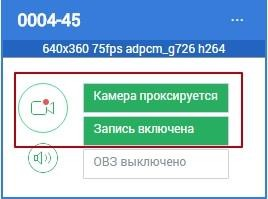 0004-45 ...
640x360 75fps adpcm_g726 h264
Камера проксируется
Запись включена
ОВЗ выключено